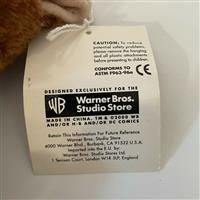 CAUTION: To reduce
potential safety problems,
please remove the hangtag
and all plastic attachments
before presenting to children.
CONFORMS TO
ASTM F963-96a
CE
DESIGNED EXCLUSIVELY FOR THE
WB
Warner Bros.
Studio Store
MADE IN CHINA. TM & ©2000 WB
AND/OR H-B AND/OR DC COMICS
Retain This Information For Future Reference
Warner Bros. Studio Store
4000 Warner Blvd., Burbank, CA 91522 U.S.A.
Imported into the E.U by:
Warner Bros. Studio Stores Ltd.
1 Tenison Court, London W1R 5LP, England